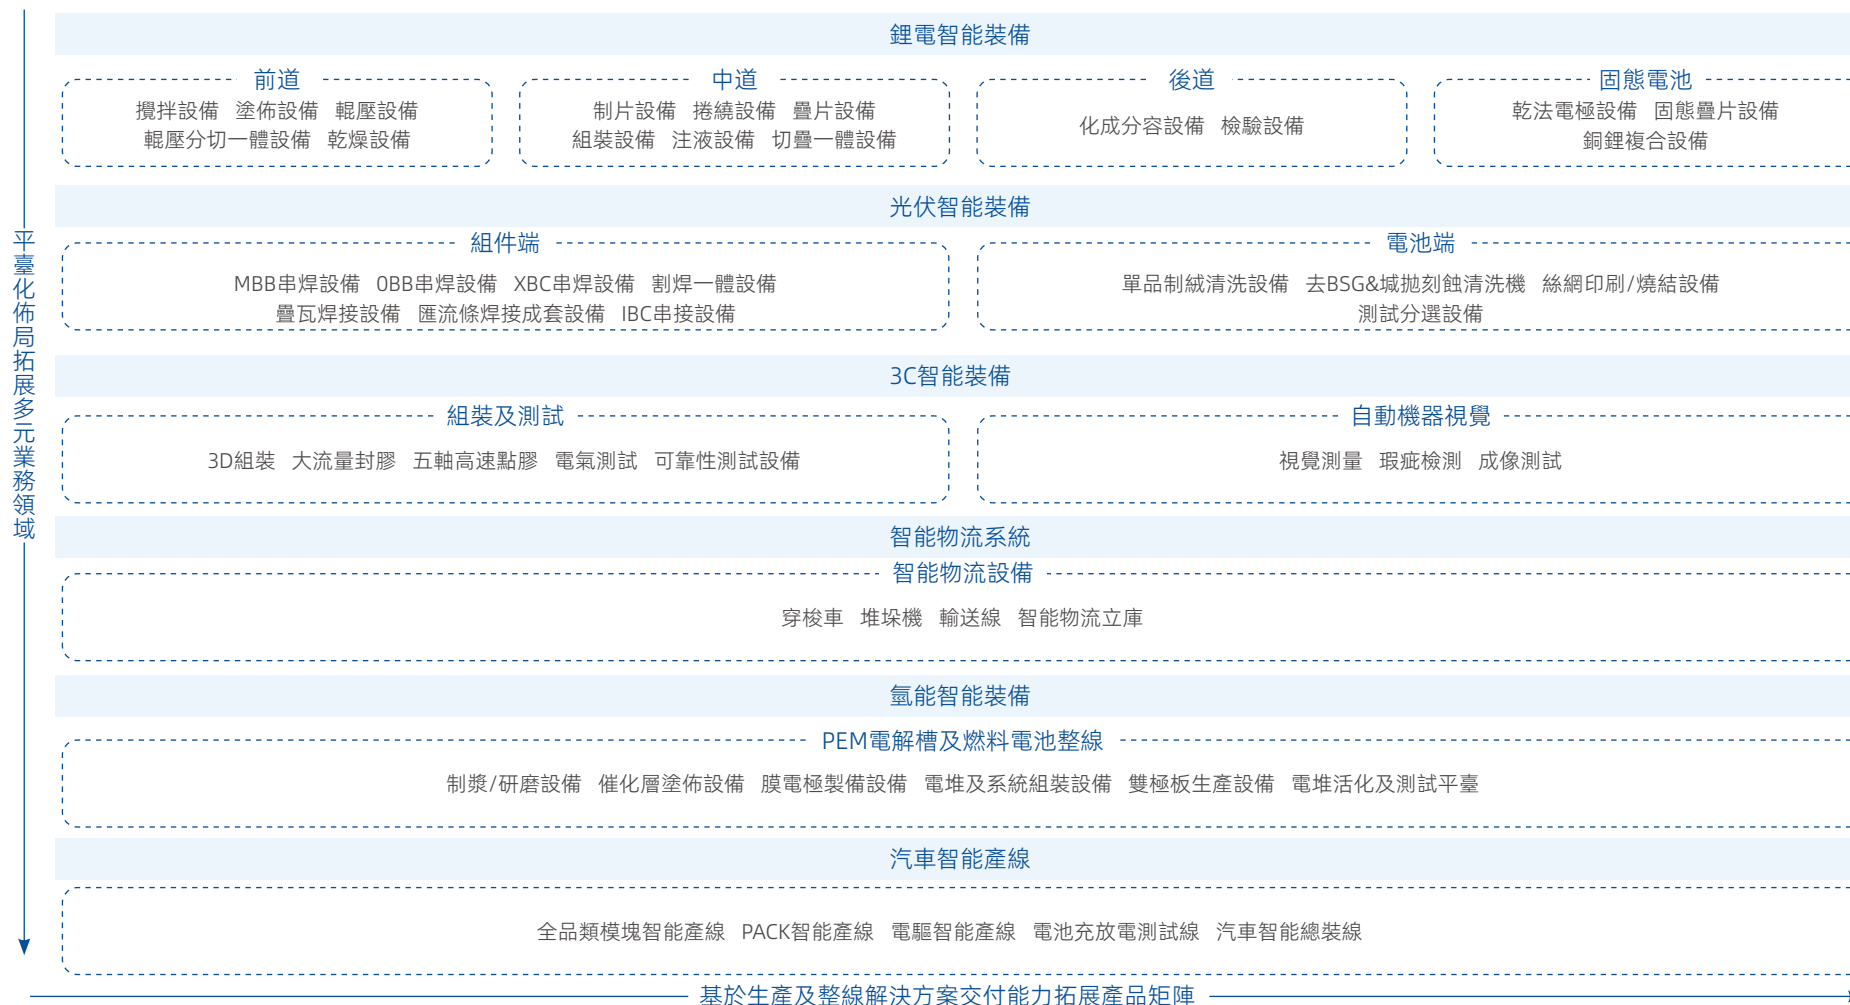 鋰電智能裝備
前道
攪拌設備 塗佈設備 輥壓設備
輥壓分切一體設備 乾燥設備
中道
制片設備 捲繞設備 疊片設備
組裝設備 注液設備 切疊一體設備
後道
化成分容設備 檢驗設備
固態電池
乾法電極設備 固態疊片設備
銅鋰複合設備
光伏智能裝備
組件端
MBB串焊設備 0BB串焊設備 XBC串焊設備 割焊一體設備
疊瓦焊接設備 匯流條焊接成套設備 IBC串接設備
電池端
單品制絨清洗設備 去BSG&堿拋刻蝕清洗機 絲網印刷/燒結設備
測試分選設備
3C智能裝備
組裝及測試
3D組裝 大流量封膠 五軸高速點膠 電氣測試 可靠性測試設備
自動機器視覺
視覺測量 瑕疵檢測 成像測試
智能物流系統
智能物流設備
穿梭車 堆垛機 輸送線 智能物流立庫
氫能智能裝備
PEM電解槽及燃料電池整線
制漿/研磨設備 催化層塗佈設備 膜電極製備設備 電堆及系統組裝設備 雙極板生產設備 電堆活化及測試平臺
汽車智能產線
全品類模塊智能產線 PACK智能產線 電驅智能產線 電池充放電測試線 汽車智能總裝線
平臺化佈局拓展多元業務領域
基於生產及整線解決方案交付能力拓展產品矩陣